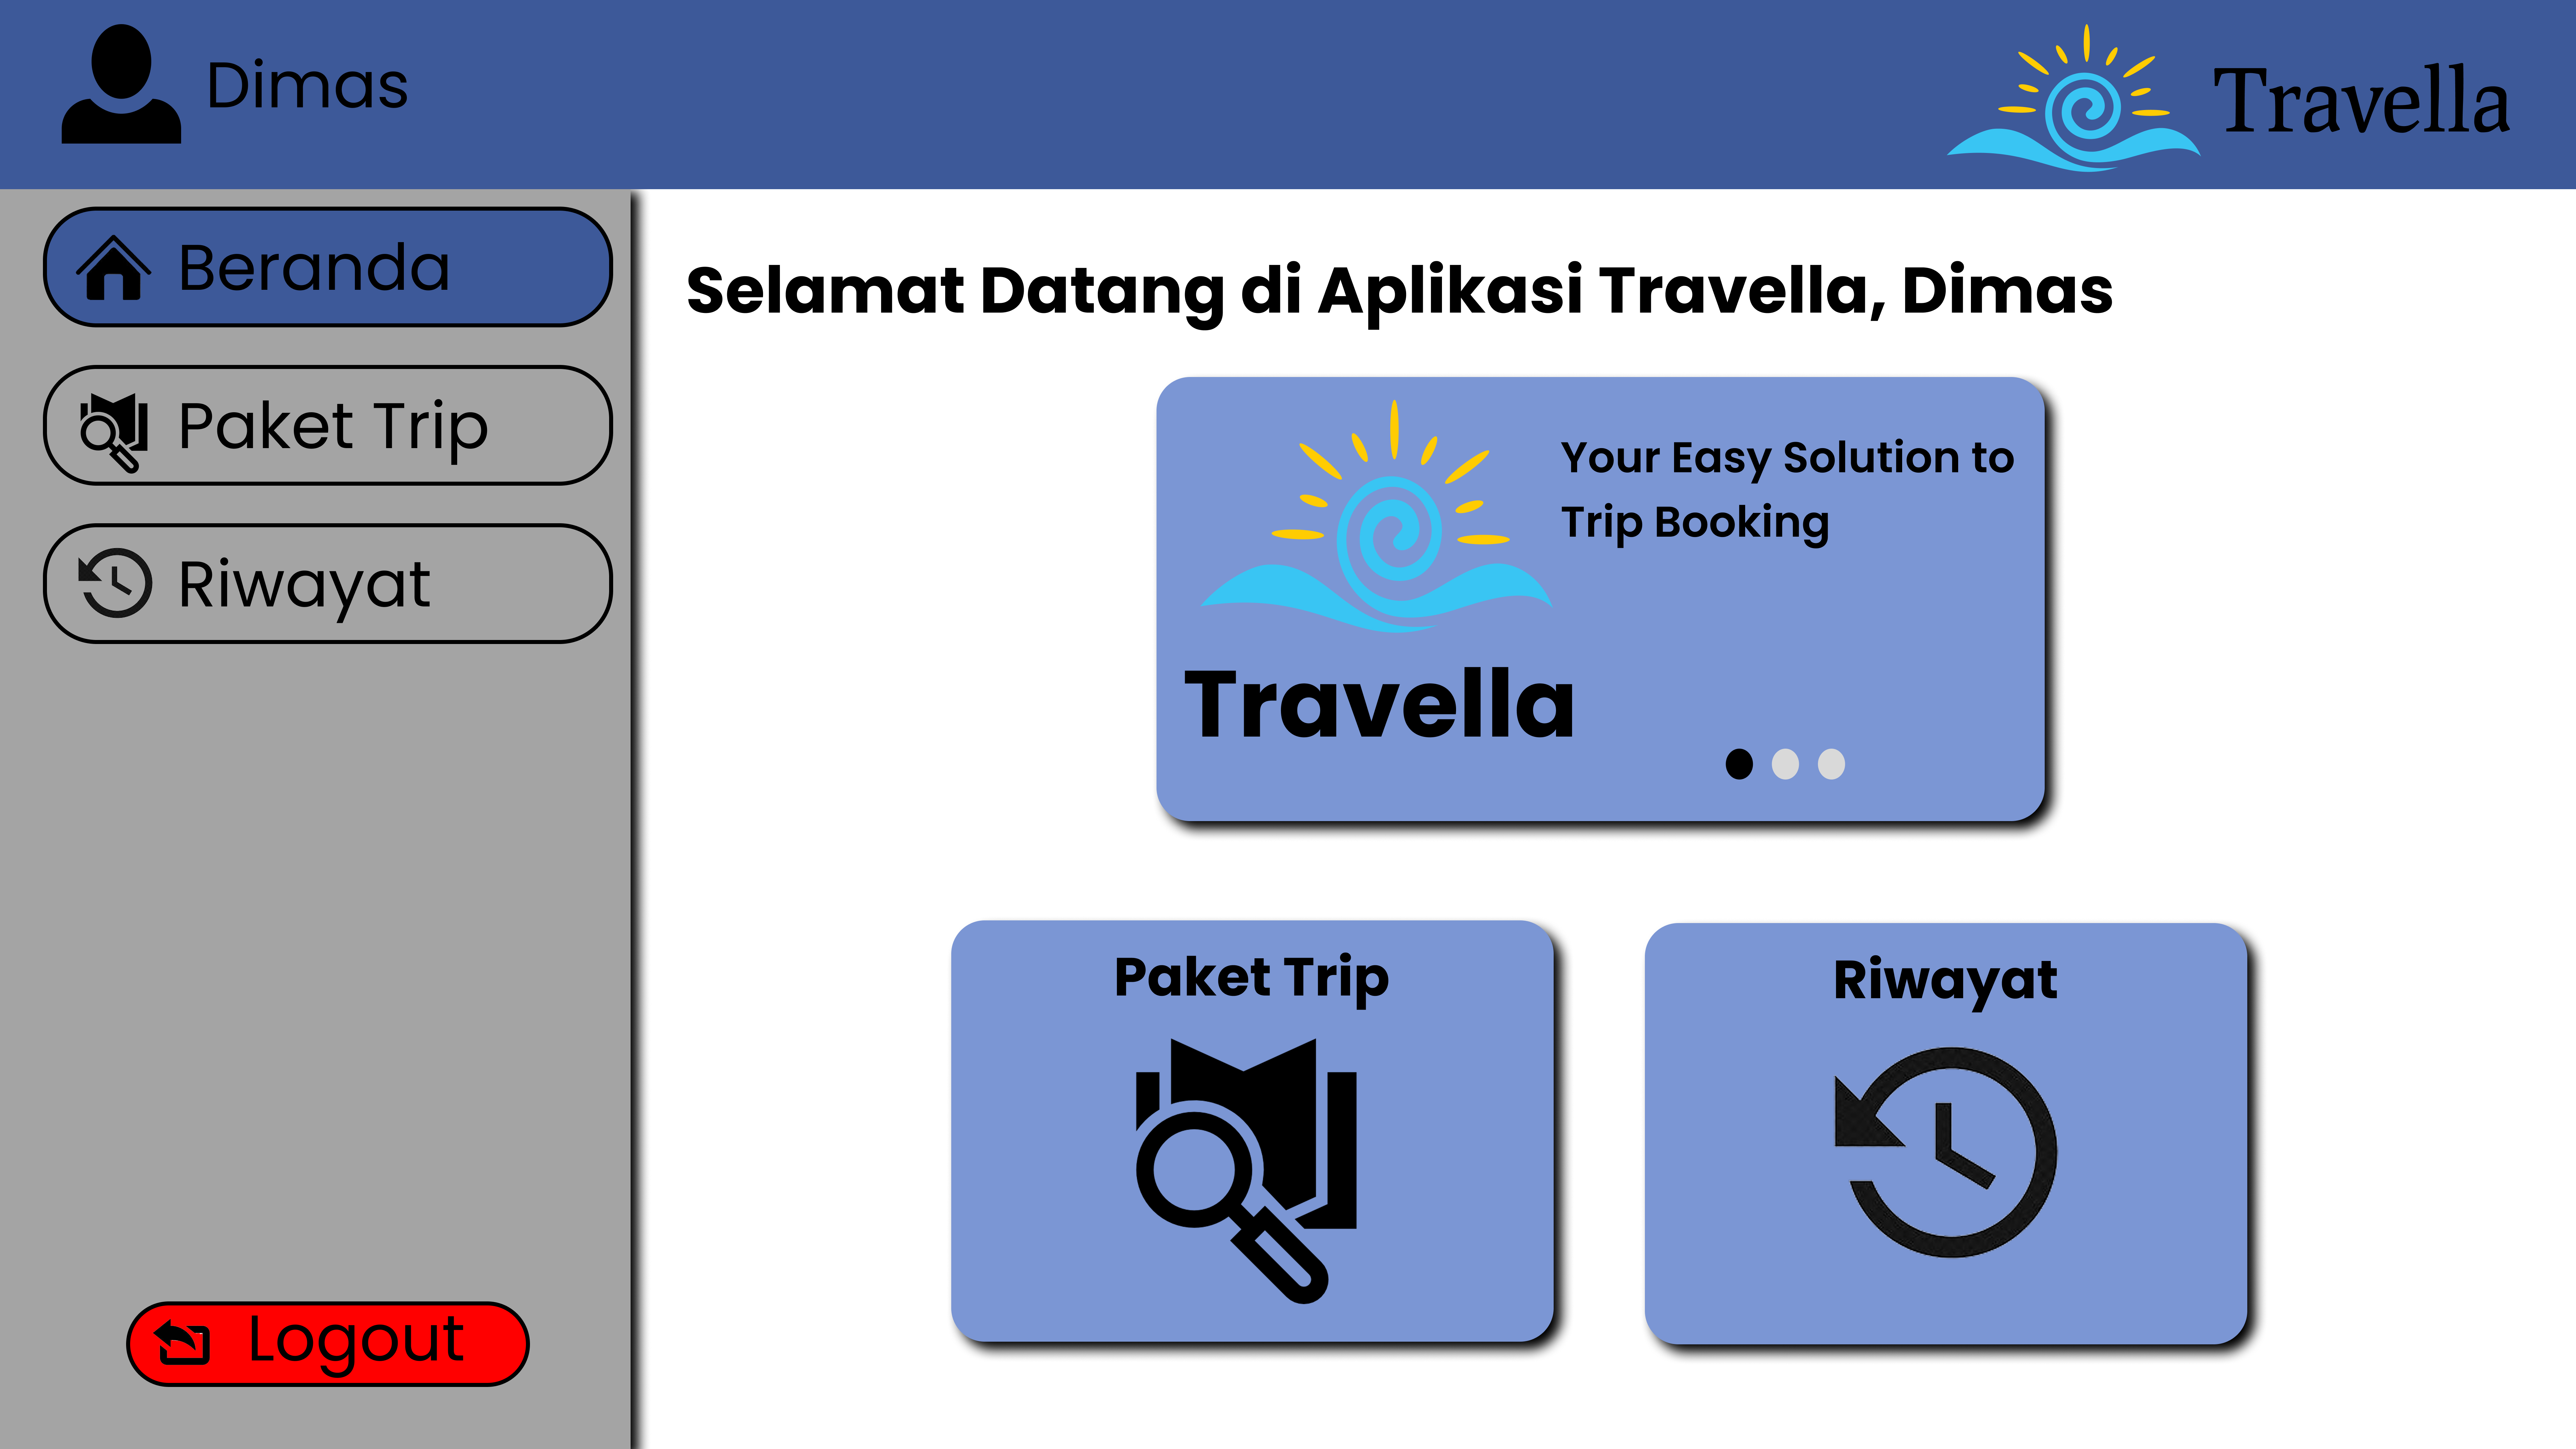 Dimas
Travella
Beranda
Paket Trip
Riwayat
Logout
Selamat Datang di Aplikasi Travella, Dimas
Your Easy Solution to
Trip Booking
Travella
Paket Trip
Riwayat